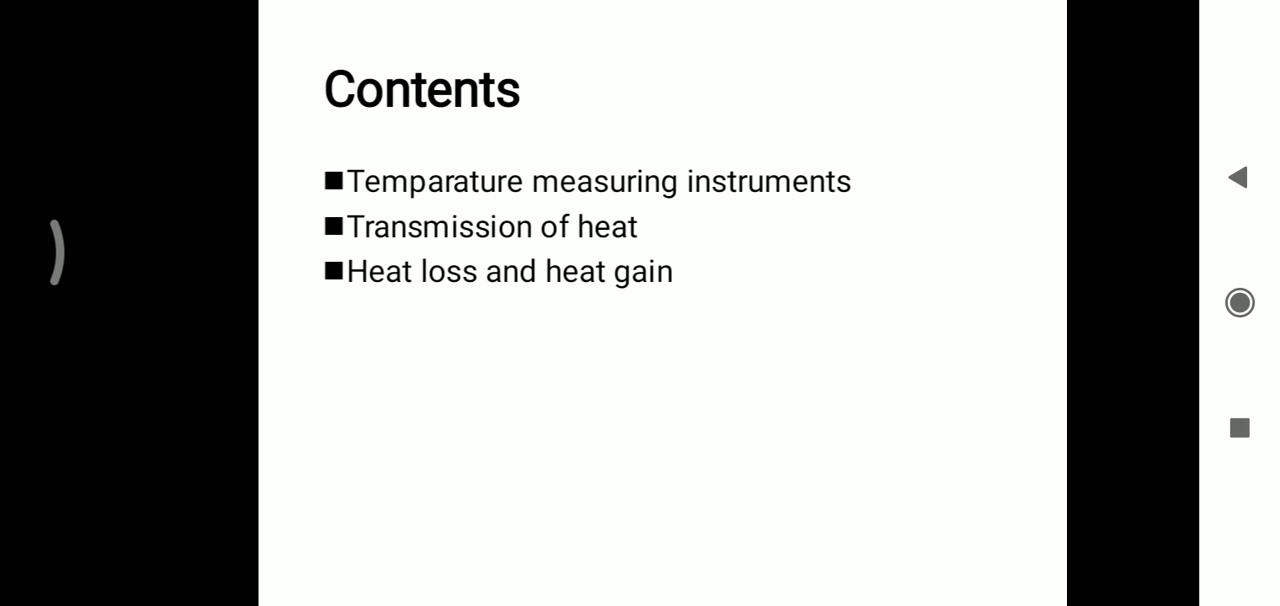 Contents
■Temparature measuring instruments
■Transmission of heat
■Heat loss and heat gain